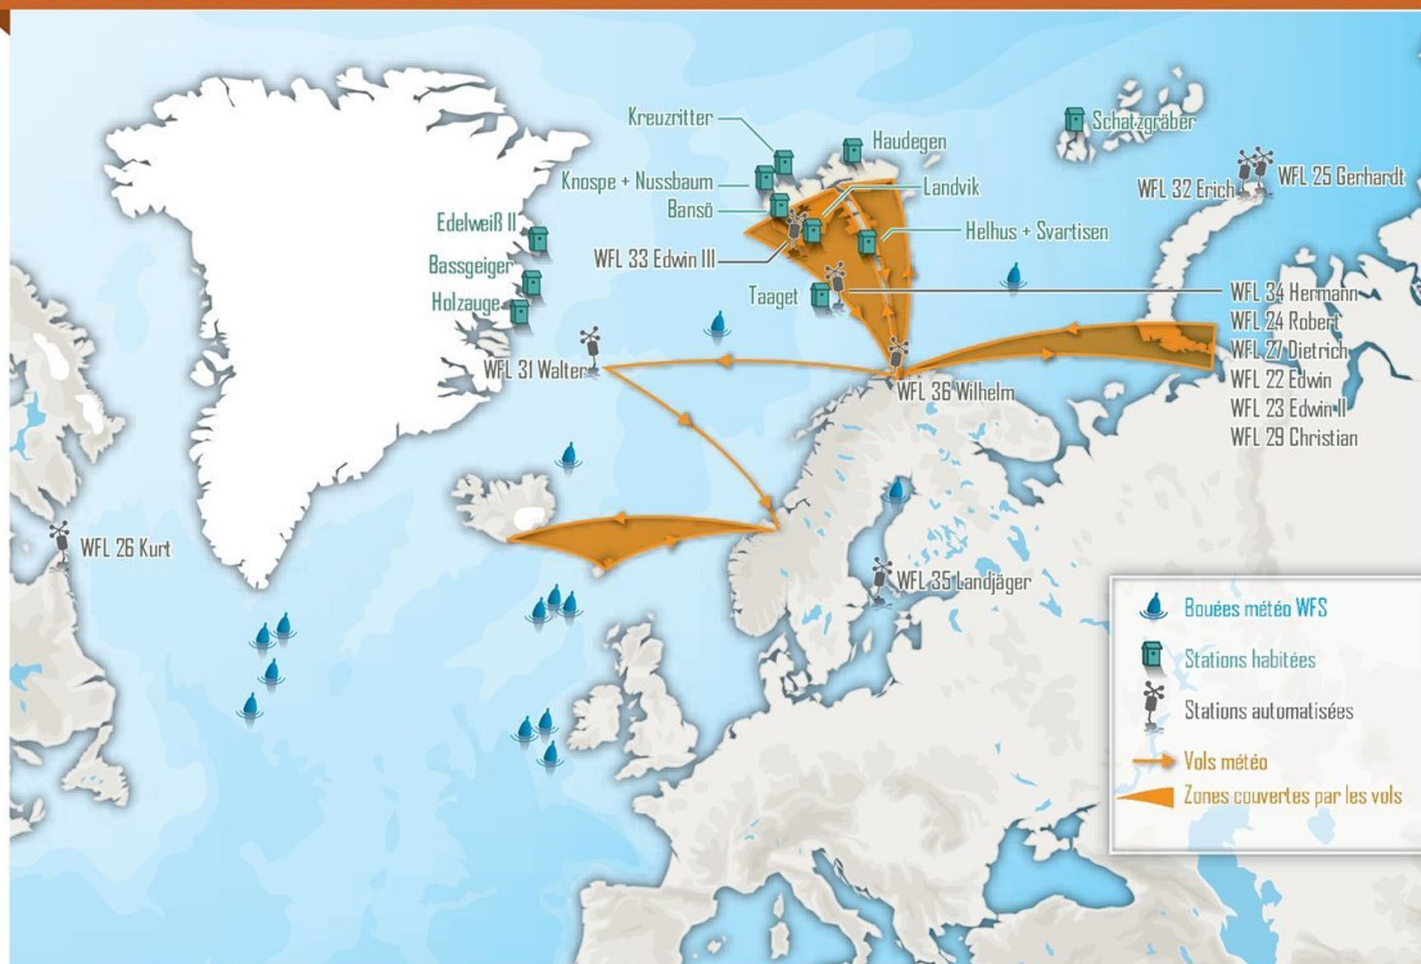 Kreuzritter
Haudegen
Schatzgräber
Knospe + Nussbaum
Landvik
WFL 32 Erich
WFL 25 Gerhardt
Bansö
Edelweiß II
Helhus + Svartisen
WFL 33 Edwin III
Bassgeiger
Taaget
WFL 34 Hermann
Holzauge
WFL 24 Robert
WFL 31 Walter
WFL 27 Dietrich
WFL 36 Wilhelm
WFL 22 Edwin
WFL 23 Edwin II
WFL 29 Christian
WFL 26 Kurt
WFL 35 Landjäger
Bouées météo WFS
Stations habitées
Stations automatisées
Vols météo
Zones couvertes par les vols